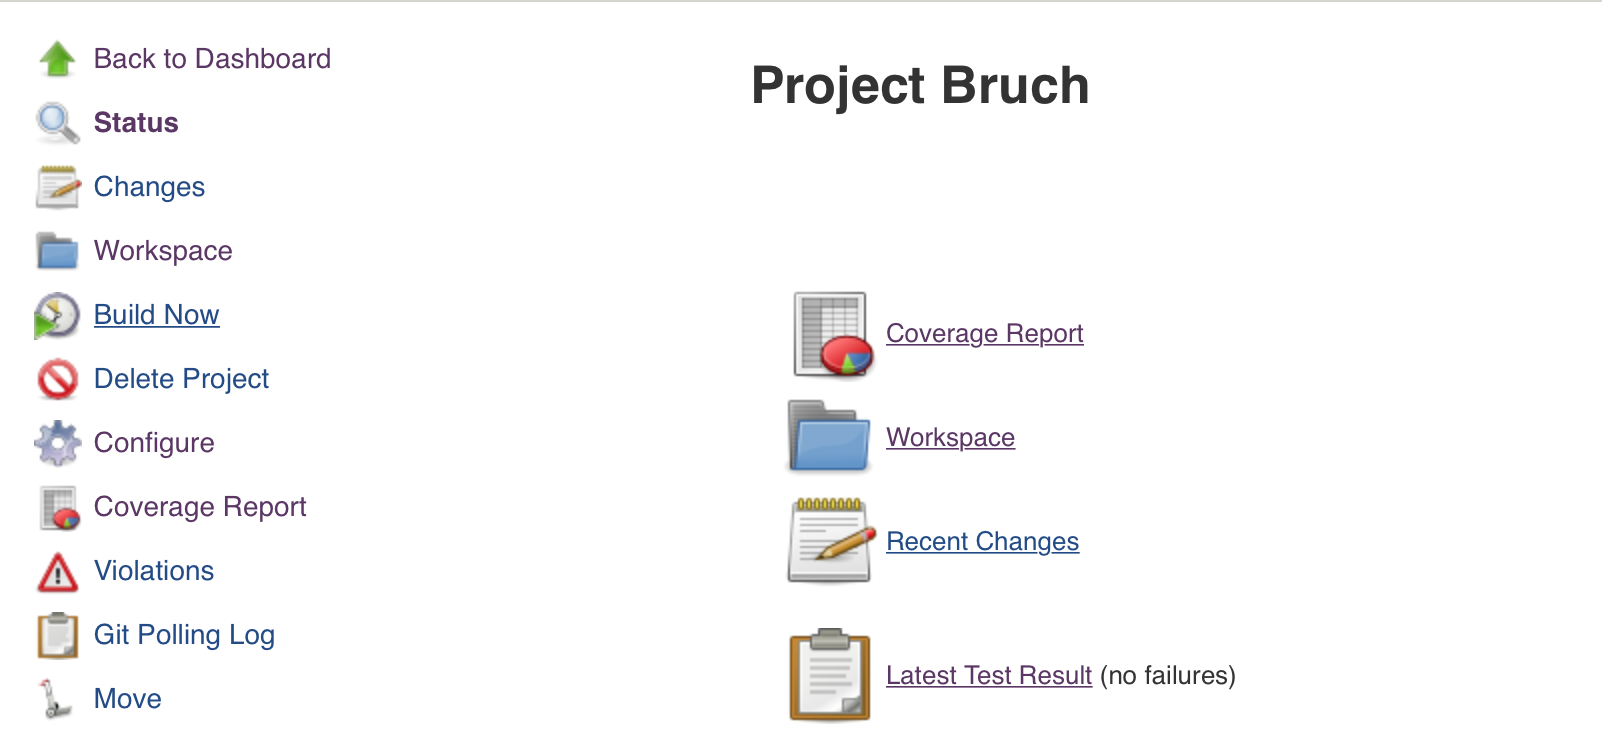 Back to Dashboard
Status
Changes
Workspace
Build Now
Delete Project
Configure
Coverage Report
Violations
Git Polling Log
Move
Project Bruch
Coverage Report
Workspace
Recent Changes
Latest Test Result (no failures)